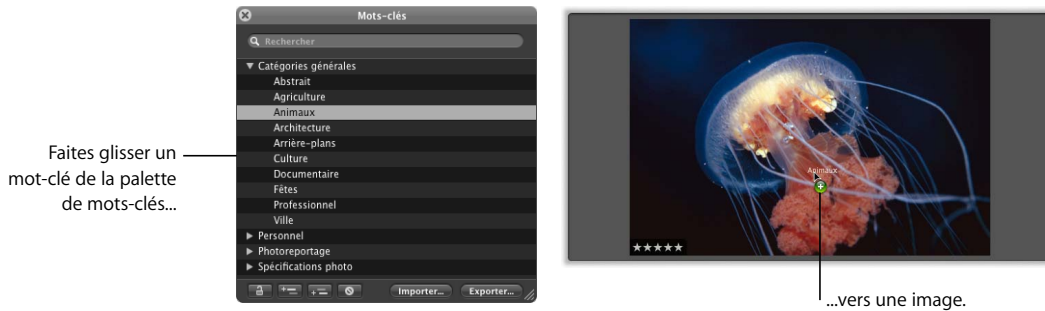 Mots-clés
Rechercher
▼ Catégories générales
Abstrait
Agriculture
Animaux
Architecture
Arrière-plans
Culture
Documentaire
Fêtes
Professionnel
Ville
▶ Personnel
▶ Photoreportage
▶ Spécifications photo
Importer...
Exporter...
Faites glisser un
mot-clé de la palette
de mots-clés...
Animaux
★★★★★
...vers une image.